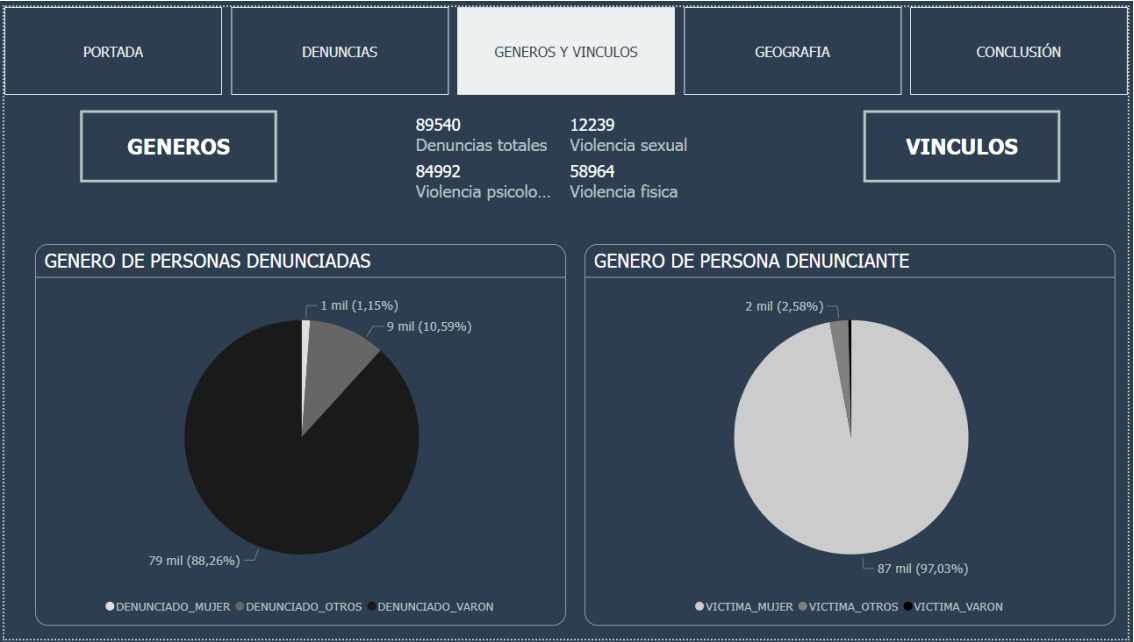 PORTADA
DENUNCIAS
GENEROS Y VINCULOS
GEOGRAFIA
CONCLUSIÓN
GENEROS
89540
Denuncias totales
12239
Violencia sexual
84992
Violencia psicolo...
58964
Violencia fisica
VINCULOS
GENERO DE PERSONAS DENUNCIADAS
1 mil (1,15%)
9 mil (10,59%)
79 mil (88,26%)
DENUNCIADO_MUJER DENUNCIADO_OTROS DENUNCIADO_VARON
GENERO DE PERSONA DENUNCIANTE
2 mil (2,58%)
87 mil (97,03%)
VICTIMA_MUJER VICTIMA_OTROS VICTIMA_VARON